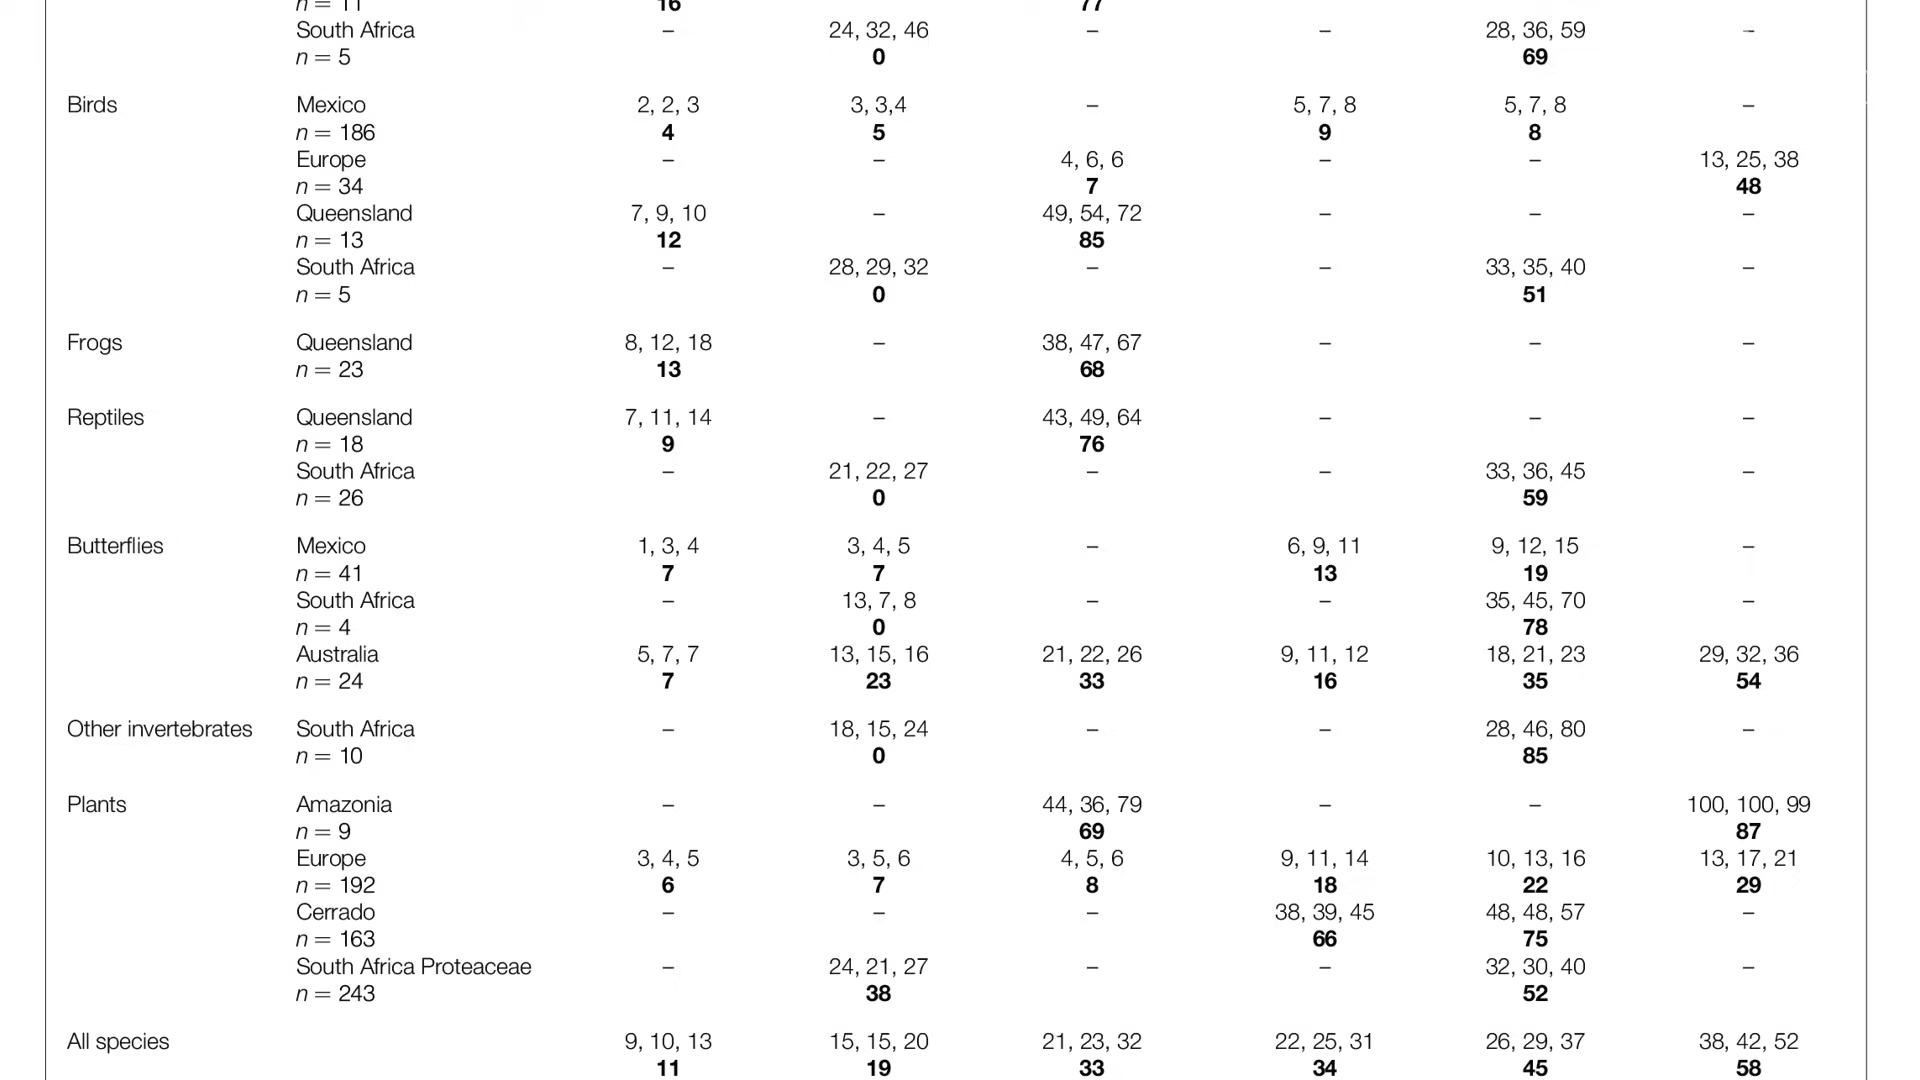 n = 11 16 77
South Africa – 24, 32, 46 – – 28, 36, 59 –
n = 5 0 69
Birds Mexico 2, 2, 3 3, 3,4 – 5, 7, 8 5, 7, 8 –
n = 186 4 5 9 8
Europe – – 4, 6, 6 – – 13, 25, 38
n = 34 7 48
Queensland 7, 9, 10 – 49, 54, 72 – – –
n = 13 12 85
South Africa – 28, 29, 32 – – 33, 35, 40 –
n = 5 0 51
Frogs Queensland 8, 12, 18 – 38, 47, 67 – – –
n = 23 13 68
Reptiles Queensland 7, 11, 14 – 43, 49, 64 – – –
n = 18 9 76
South Africa – 21, 22, 27 – – 33, 36, 45 –
n = 26 0 59
Butterflies Mexico 1, 3, 4 3, 4, 5 – 6, 9, 11 9, 12, 15 –
n = 41 7 7 13 19
South Africa – 13, 7, 8 – – 35, 45, 70 –
n = 4 0 78
Australia 5, 7, 7 13, 15, 16 21, 22, 26 9, 11, 12 18, 21, 23 29, 32, 36
n = 24 7 23 33 16 35 54
Other invertebrates South Africa – 18, 15, 24 – – 28, 46, 80 –
n = 10 0 85
Plants Amazonia – – 44, 36, 79 – – 100, 100, 99
n = 9 69 87
Europe 3, 4, 5 3, 5, 6 4, 5, 6 9, 11, 14 10, 13, 16 13, 17, 21
n = 192 6 7 8 18 22 29
Cerrado – – – 38, 39, 45 48, 48, 57 –
n = 163 66 75
South Africa Proteaceae – 24, 21, 27 – – 32, 30, 40 –
n = 243 38 52
All species 9, 10, 13 15, 15, 20 21, 23, 32 22, 25, 31 26, 29, 37 38, 42, 52
11 19 33 34 45 58